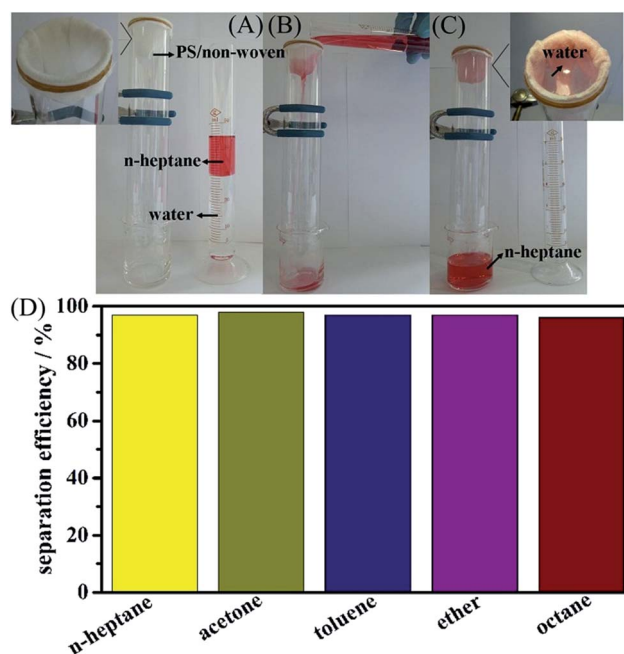 (A)
PS/non-woven
n-heptane
water
(B)
(C)
water
n-heptane
(D)
separation efficiency / %
100
80
60
40
20
0
n-heptane
acetone
toluene
ether
octane